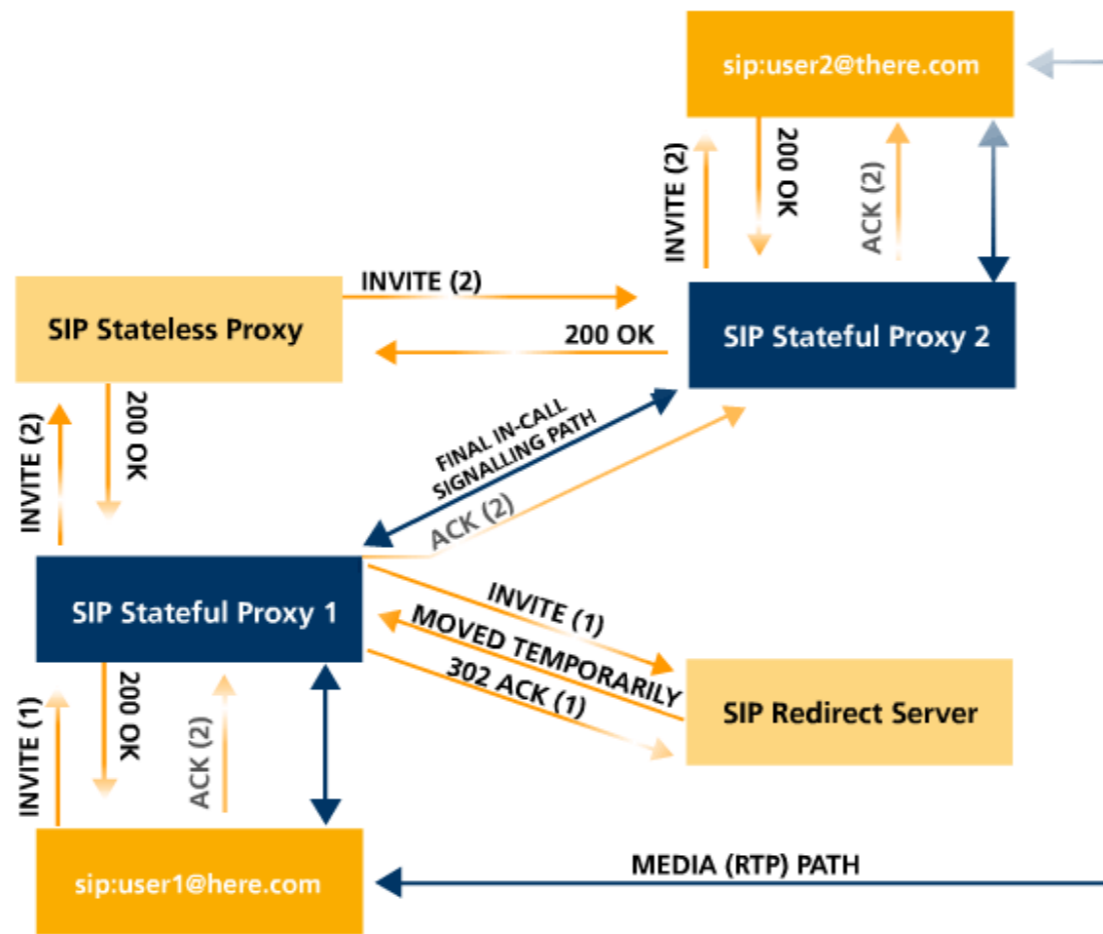 sip:user2@there.com
INVITE (2)
200 OK
ACK (2)
INVITE (2)
SIP Stateless Proxy
200 OK
SIP Stateful Proxy 2
INVITE (2)
200 OK
FINAL IN-CALL
SIGNALLING PATH
ACK (2)
SIP Stateful Proxy 1
INVITE (1)
MOVED TEMPORARILY
302 ACK (1)
SIP Redirect Server
INVITE (1)
200 OK
ACK (2)
sip:user1@here.com
MEDIA (RTP) PATH